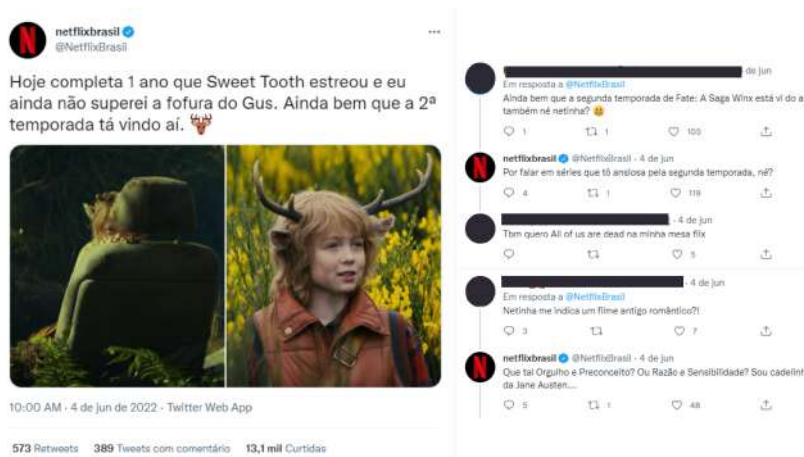 netflixbrasil
@NetflixBrasil
Hoje completa 1 ano que Sweet Tooth estreou e eu
ainda não superei a fofura do Gus. Ainda bem que a 2ª
temporada tá vindo aí.
10:00 AM · 4 de jun de 2022 · Twitter Web App
573 Retweets 389 Tweets com comentário 13,1 mil Curtidas
de jun
Em resposta a @NetflixBrasil
Ainda bem que a segunda temporada de Fate: A Saga Winx está vi do a
também né netinha?
1 1 103
netflixbrasil @NetflixBrasil · 4 de jun
Por falar em séries que tô ansiosa pela segunda temporada, né?
4 1 119
· 4 de jun
Tbm quero All of us are dead na minha mesa flix
5
· 4 de jun
Em resposta a @NetflixBrasil
Netinha me indica um filme antigo romântico?!
3 7
netflixbrasil @NetflixBrasil · 4 de jun
Que tal Orgulho e Preconceito? Ou Razão e Sensibilidade? Sou cadelinh
da Jane Austen....
5 1 48